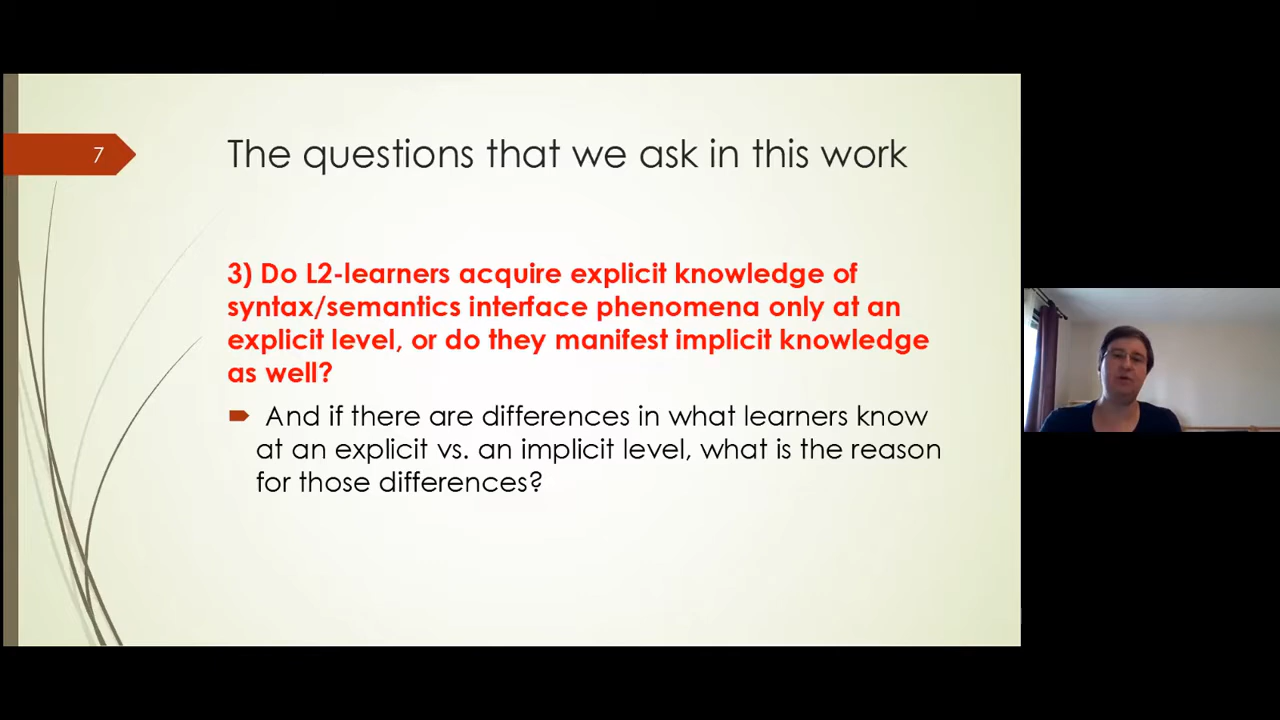 7
The questions that we ask in this work
3) Do L2-learners acquire explicit knowledge of
syntax/semantics interface phenomena only at an
explicit level, or do they manifest implicit knowledge
as well?
And if there are differences in what learners know
at an explicit vs. an implicit level, what is the reason
for those differences?